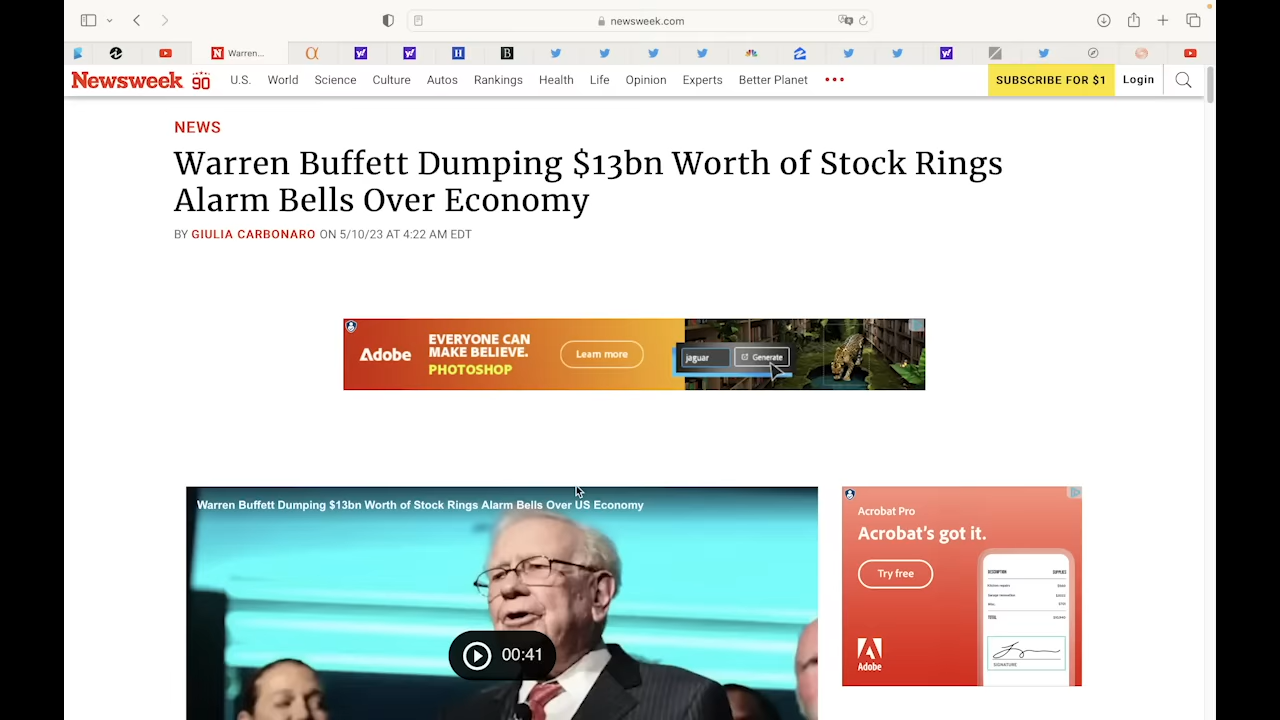 newsweek.com
Warren...
Newsweek 90 U.S. World Science Culture Autos Rankings Health Life Opinion Experts Better Planet ••• SUBSCRIBE FOR $1 Login
NEWS
Warren Buffett Dumping $13bn Worth of Stock Rings
Alarm Bells Over Economy
BY GIULIA CARBONARO ON 5/10/23 AT 4:22 AM EDT
Adobe
EVERYONE CAN
MAKE BELIEVE.
PHOTOSHOP
Learn more
jaguar
Generate
Warren Buffett Dumping $13bn Worth of Stock Rings Alarm Bells Over US Economy
00:41
Acrobat Pro
Acrobat's got it.
Try free
DESCRIPTION SUPPLIES
TOTAL
SIGNATURE
Adobe